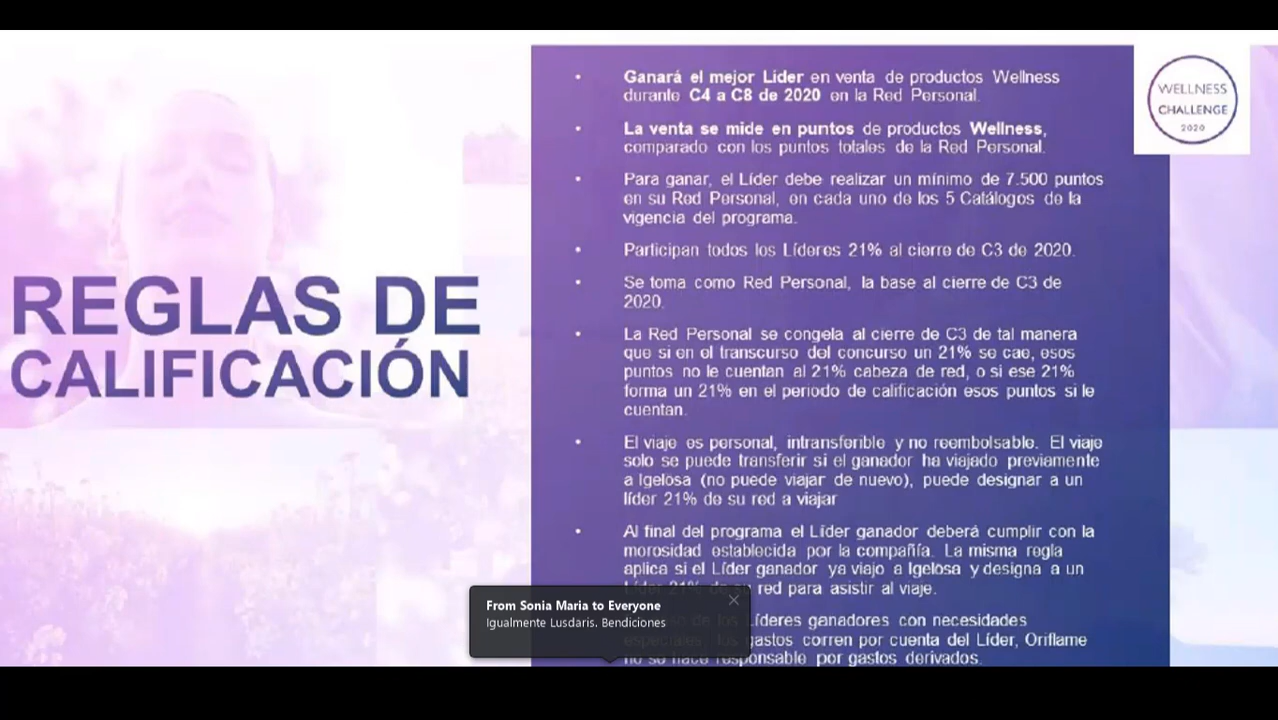 WELLNESS
CHALLENGE
2020
REGLAS DE
CALIFICACIÓN
• Ganará el mejor Líder en venta de productos Wellness
durante C4 a C8 de 2020 en la Red Personal.
• La venta se mide en puntos de productos Wellness,
comparado con los puntos totales de la Red Personal.
• Para ganar, el Líder debe realizar un mínimo de 7.500 puntos
en su Red Personal, en cada uno de los 5 Catálogos de la
vigencia del programa.
• Participan todos los Líderes 21% al cierre de C3 de 2020.
• Se toma como Red Personal, la base al cierre de C3 de
2020.
• La Red Personal se congela al cierre de C3 de tal manera
que si en el transcurso del concurso un 21% se cae, esos
puntos no le cuentan al 21% cabeza de red, o si ese 21%
forma un 21% en el periodo de calificación esos puntos si le
cuentan.
• El viaje es personal, intransferible y no reembolsable. El viaje
solo se puede transferir si el ganador ha viajado previamente
a Igelosa (no puede viajar de nuevo), puede designar a un
líder 21% de su red a viajar
• Al final del programa el Líder ganador deberá cumplir con la
morosidad establecida por la compañía. La misma regla
aplica si el Líder ganador ya viajo a Igelosa y designa a un
Líder 21% de su red para asistir al viaje.
de los Líderes ganadores con necesidades
especiales, los gastos corren por cuenta del Líder, Oriflame
no se hace responsable por gastos derivados.
From Sonia Maria to Everyone
Igualmente Lusdaris. Bendiciones